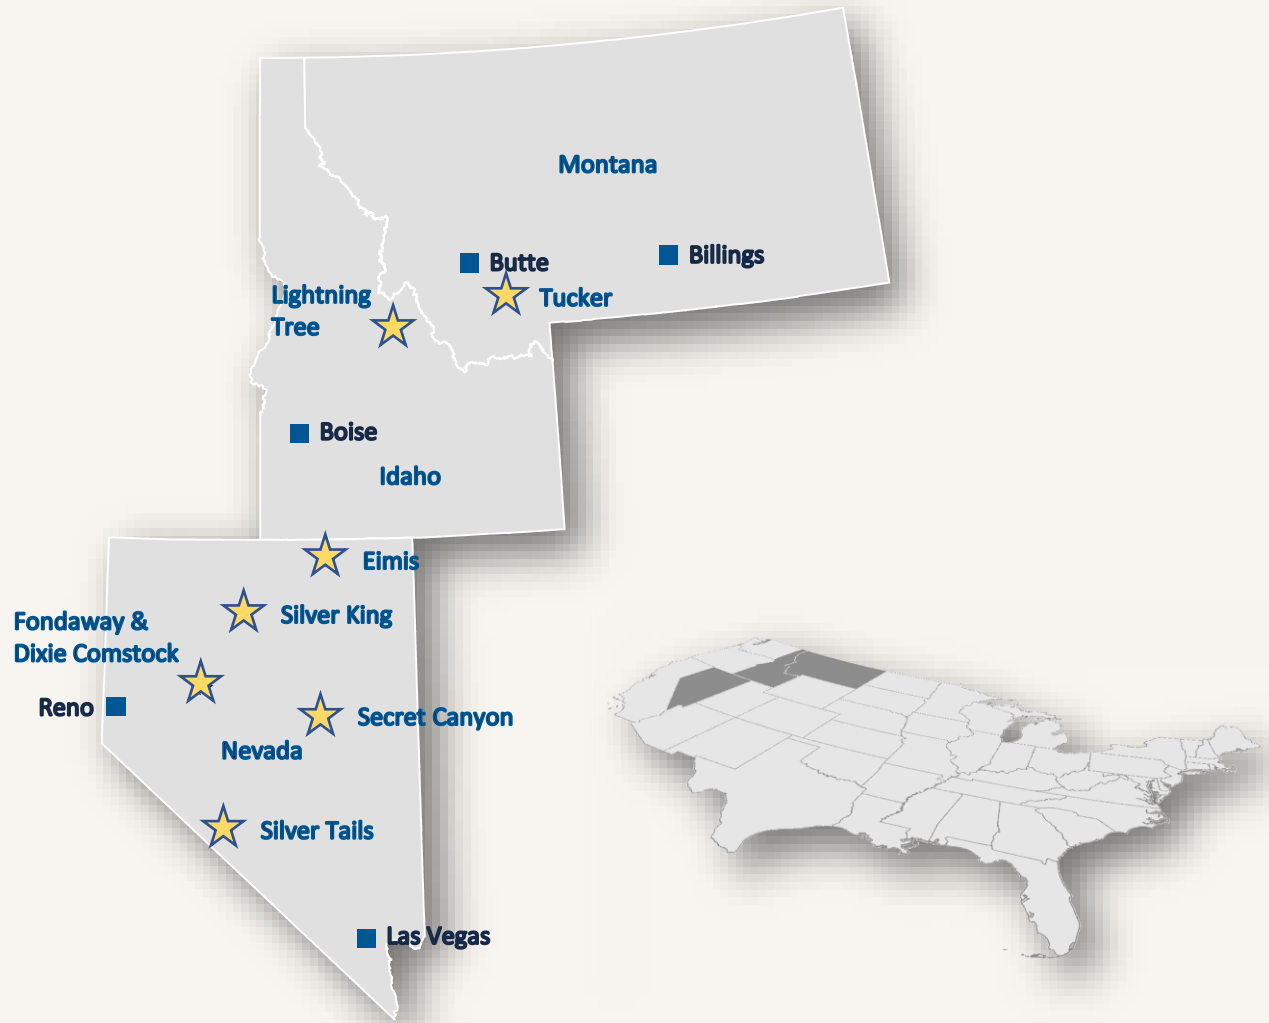 Montana
Butte
Billings
Lightning
Tree
Tucker
Boise
Idaho
Eimis
Silver King
Fondaway &
Dixie Comstock
Reno
Secret Canyon
Nevada
Silver Tails
Las Vegas